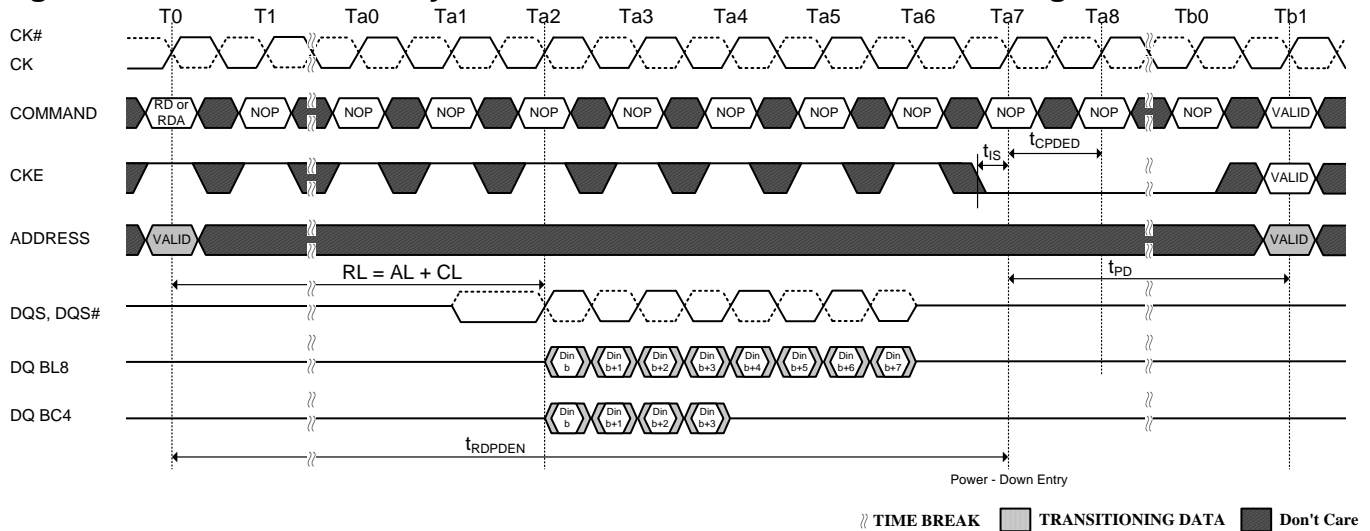 T0 T1 Ta0 Ta1 Ta2 Ta3 Ta4 Ta5 Ta6 Ta7 Ta8 Tb0 Tb1
CK#
CK
COMMAND RD or RDA NOP NOP NOP NOP NOP NOP NOP NOP NOP NOP NOP VALID
tIS tCPDED
CKE VALID
ADDRESS VALID VALID
RL = AL + CL tPD
DQS, DQS#
DQ BL8 Din b Din b+1 Din b+2 Din b+3 Din b+4 Din b+5 Din b+6 Din b+7
DQ BC4 Din b Din b+1 Din b+2 Din b+3
tRDPDEN
Power - Down Entry
TIME BREAK TRANSITIONING DATA Don't Care